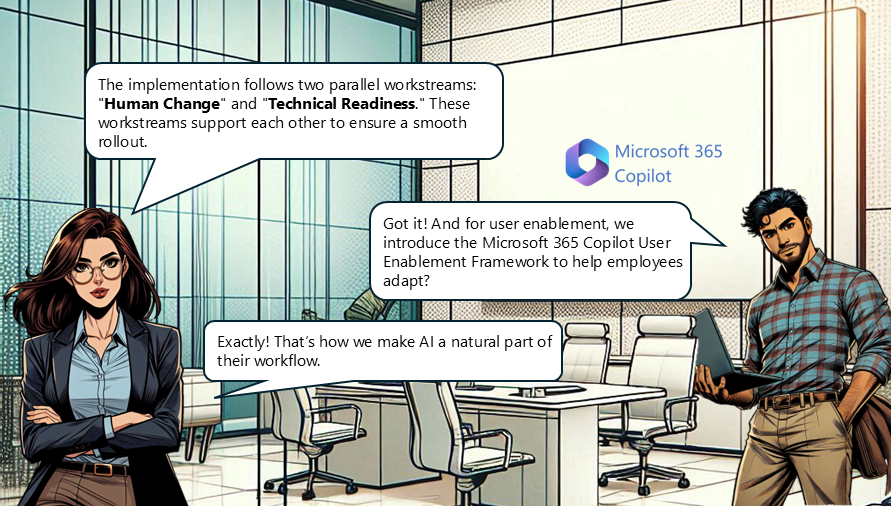 The implementation follows two parallel workstreams:
"Human Change" and "Technical Readiness." These
workstreams support each other to ensure a smooth
rollout.
Microsoft 365
Copilot
Got it! And for user enablement, we
introduce the Microsoft 365 Copilot User
Enablement Framework to help employees
adapt?
Exactly! That's how we make AI a natural part of
their workflow.